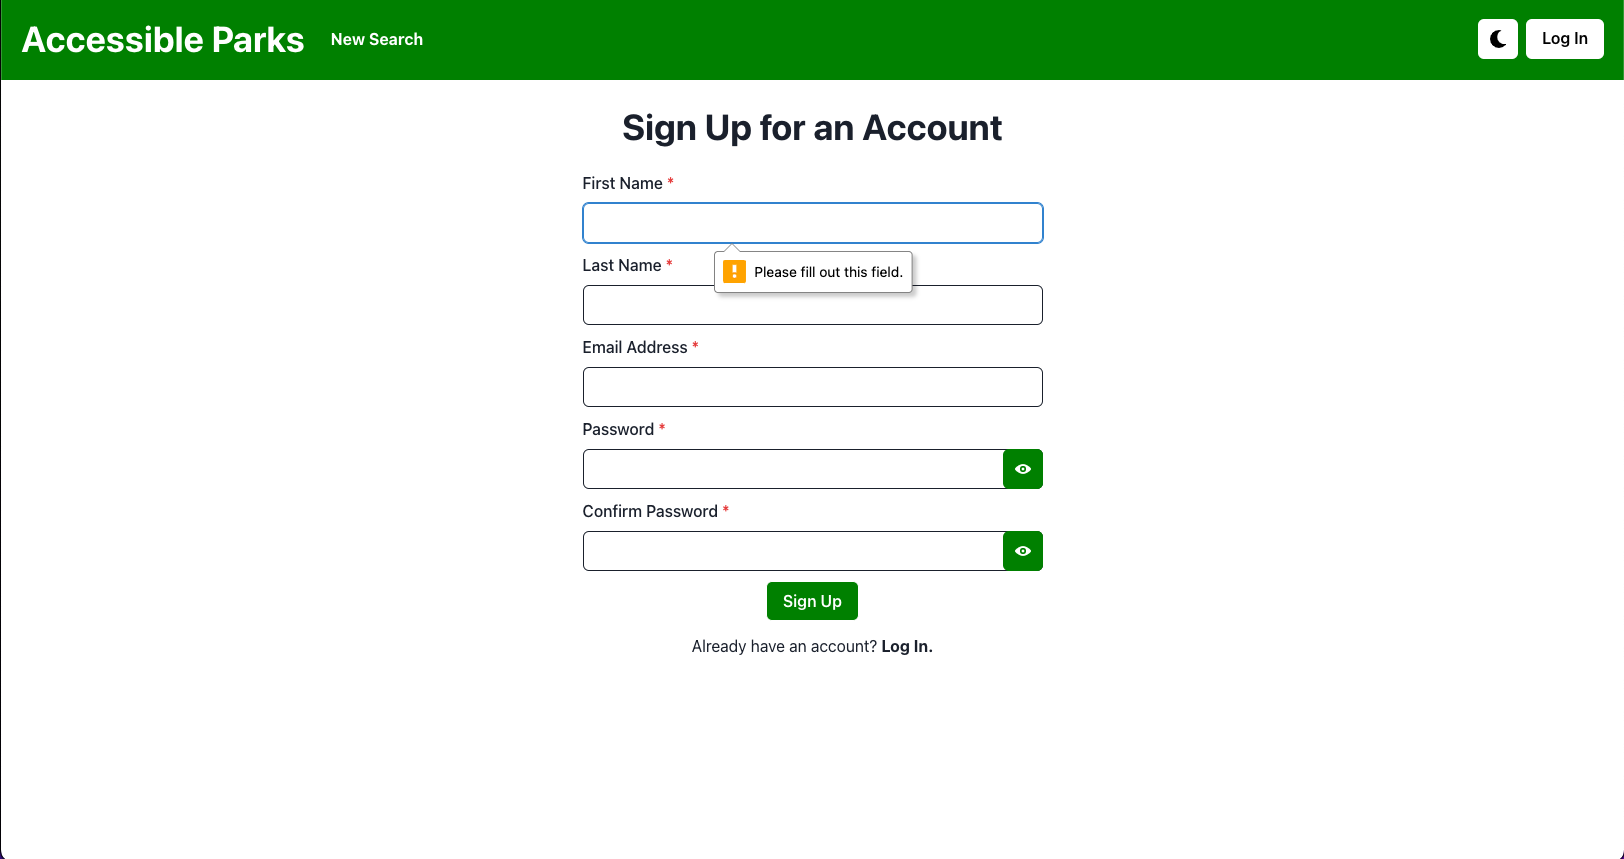 Accessible Parks
New Search
Log In
Sign Up for an Account
First Name *
Please fill out this field.
Last Name *
Email Address *
Password *
Confirm Password *
Sign Up
Already have an account? Log In.